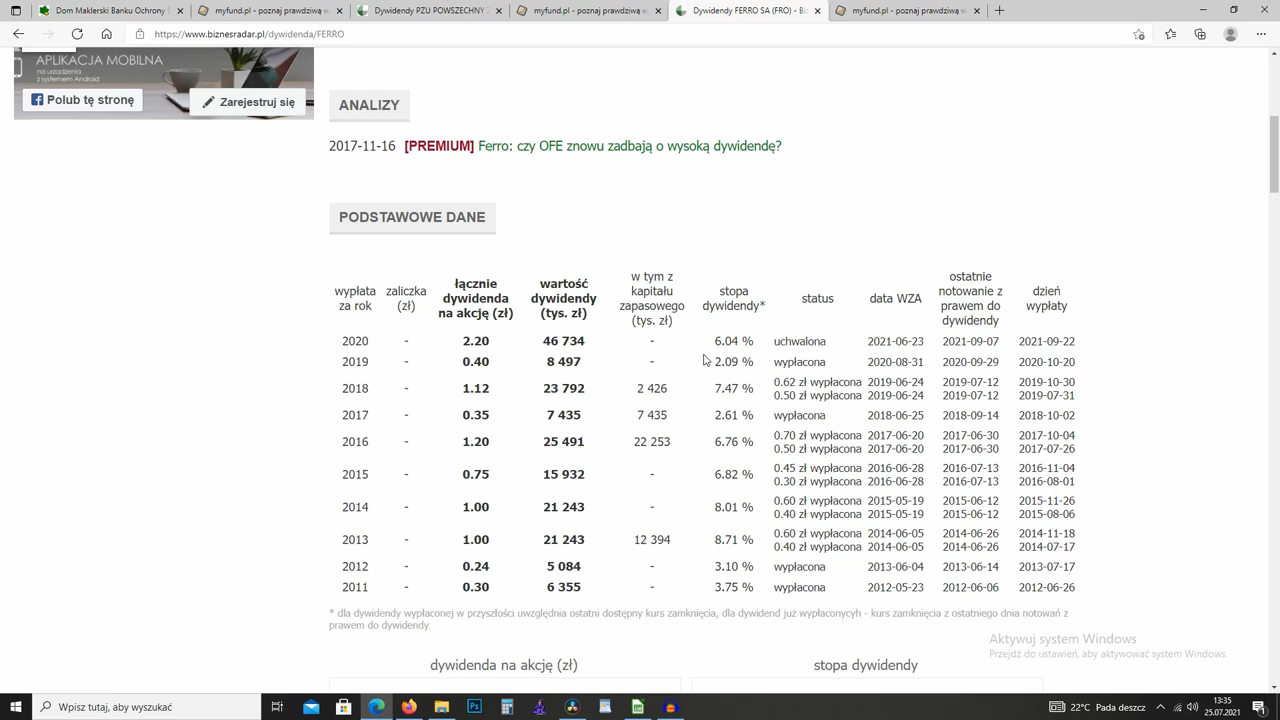 Dom Maklerski Banku Ochrony Ś
myfund.pl - poznaj prawdziwą w
Dywidendy PZU POWSZECHNY Z
myfund.pl - poznaj prawdziwą w
Dywidendy FERRO SA (FRO) - Biz
myfund.pl - poznaj prawdziwą w
https://www.biznesradar.pl/dywidenda/FERRO
APLIKACJA MOBILNA
na urządzenia
z systemem Android
Polub tę stronę
Zarejestruj się
ANALIZY
2017-11-16 [PREMIUM] Ferro: czy OFE znowu zadbają o wysoką dywidendę?
PODSTAWOWE DANE
wypłata za rok zaliczka (zł) łącznie dywidenda na akcję (zł) wartość dywidendy (tys. zł) w tym z kapitału zapasowego (tys. zł) stopa dywidendy* status data WZA ostatnie notowanie z prawem do dywidendy dzień wypłaty
2020 - 2.20 46 734 - 6.04 % uchwalona 2021-06-23 2021-09-07 2021-09-22
2019 - 0.40 8 497 - 2.09 % wypłacona 2020-08-31 2020-09-29 2020-10-20
2018 - 1.12 23 792 2 426 7.47 % 0.62 zł wypłacona 2019-06-24 2019-07-12 2019-10-30
0.50 zł wypłacona 2019-06-24 2019-07-12 2019-07-31
2017 - 0.35 7 435 7 435 2.61 % wypłacona 2018-06-25 2018-09-14 2018-10-02
2016 - 1.20 25 491 22 253 6.76 % 0.70 zł wypłacona 2017-06-20 2017-06-30 2017-10-04
0.50 zł wypłacona 2017-06-20 2017-06-30 2017-07-26
2015 - 0.75 15 932 - 6.82 % 0.45 zł wypłacona 2016-06-28 2016-07-13 2016-11-04
0.30 zł wypłacona 2016-06-28 2016-07-13 2016-08-01
2014 - 1.00 21 243 - 8.01 % 0.60 zł wypłacona 2015-05-19 2015-06-12 2015-11-26
0.40 zł wypłacona 2015-05-19 2015-06-12 2015-08-06
2013 - 1.00 21 243 12 394 8.71 % 0.60 zł wypłacona 2014-06-05 2014-06-26 2014-11-18
0.40 zł wypłacona 2014-06-05 2014-06-26 2014-07-17
2012 - 0.24 5 084 - 3.10 % wypłacona 2013-06-04 2013-06-14 2013-07-17
2011 - 0.30 6 355 - 3.75 % wypłacona 2012-05-23 2012-06-06 2012-06-26
* dla dywidendy wypłaconej w przyszłości uwzględnia ostatni dostępny kurs zamknięcia, dla dywidend już wypłaconycyh - kurs zamknięcia z ostatniego dnia notowań z
prawem do dywidendy
Aktywuj system Windows
Przejdź do ustawień, aby aktywować system Windows.
dywidenda na akcję (zł) stopa dywidendy
Wpisz tutaj, aby wyszukać
22°C Pada deszcz
13:35
25.07.2021